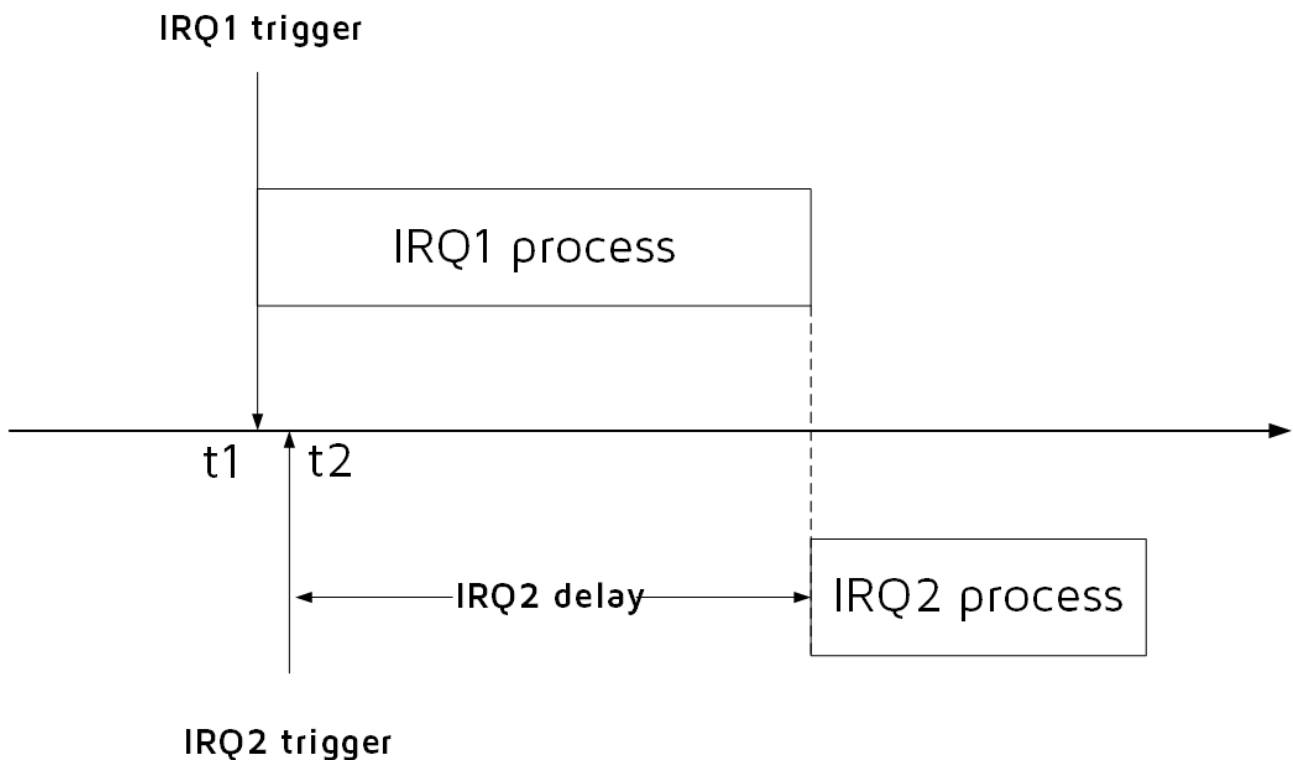 IRQ1 trigger
IRQ1 process
t1
t2
IRQ2 delay
IRQ2 process
IRQ2 trigger